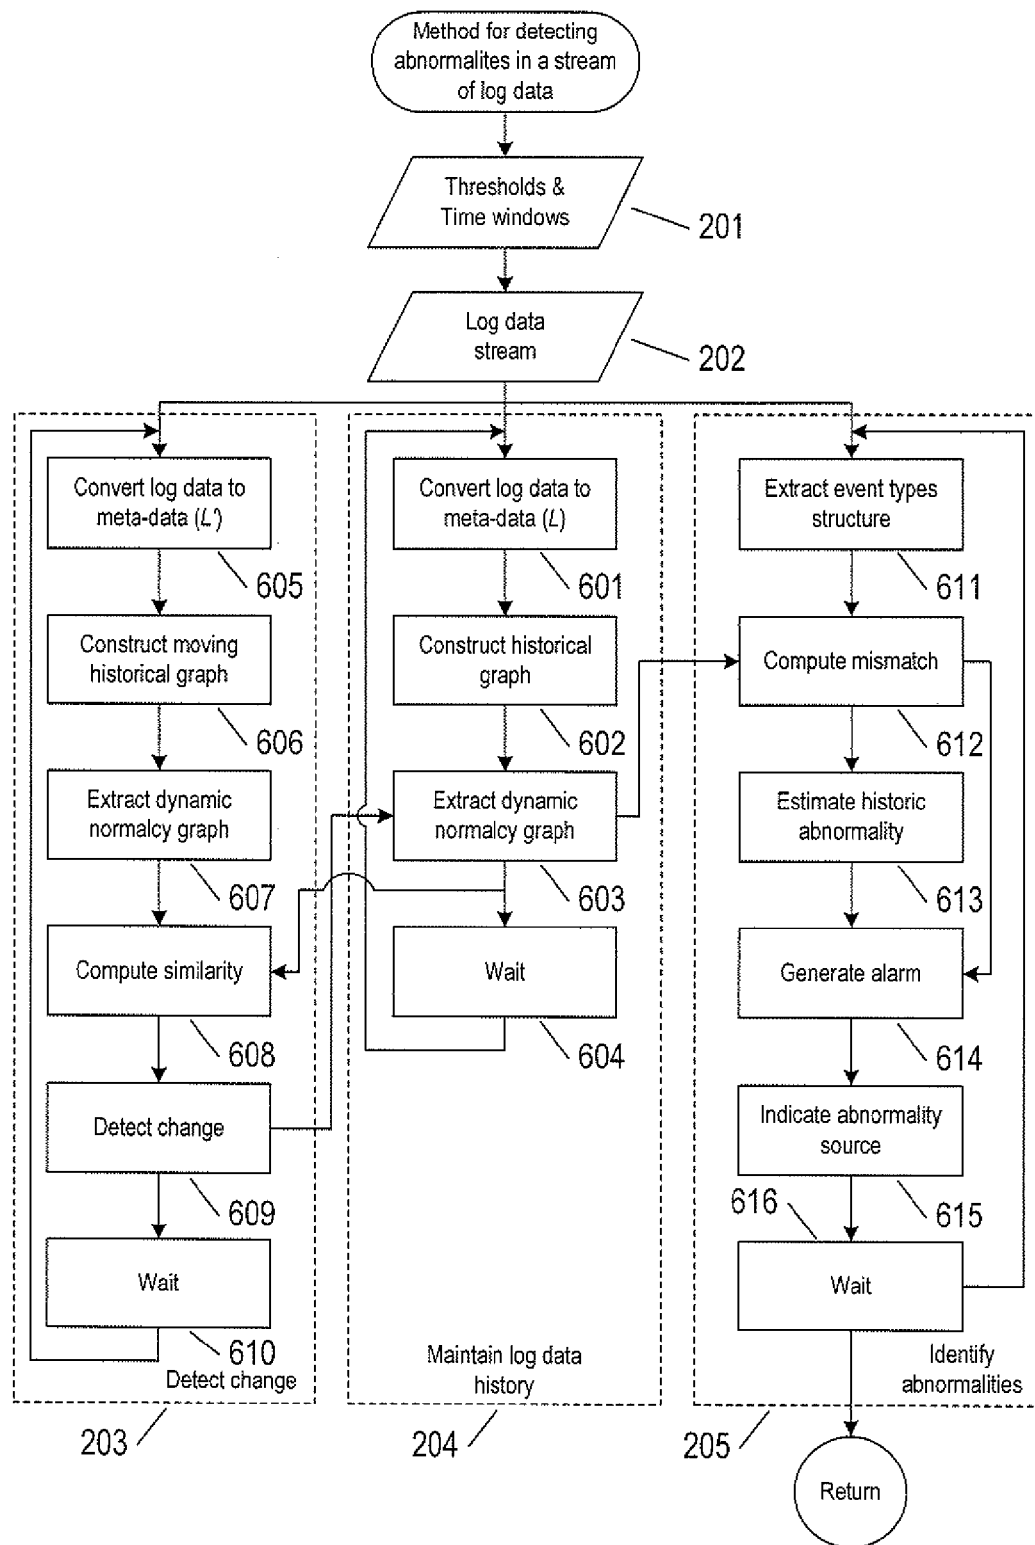 Method for detecting
abnormalites in a stream
of log data
Thresholds &
Time windows
201
Log data
stream
202
Convert log data to
meta-data (L')
605
Construct moving
historical graph
606
Extract dynamic
normalcy graph
607
Compute similarity
608
Detect change
609
Wait
610
Detect change
203
Convert log data to
meta-data (L)
601
Construct historical
graph
602
Extract dynamic
normalcy graph
603
Wait
604
Maintain log data
history
204
Extract event types
structure
611
Compute mismatch
612
Estimate historic
abnormality
613
Generate alarm
614
Indicate abnormality
source
615
616
Wait
Identify
abnormalities
205
Return